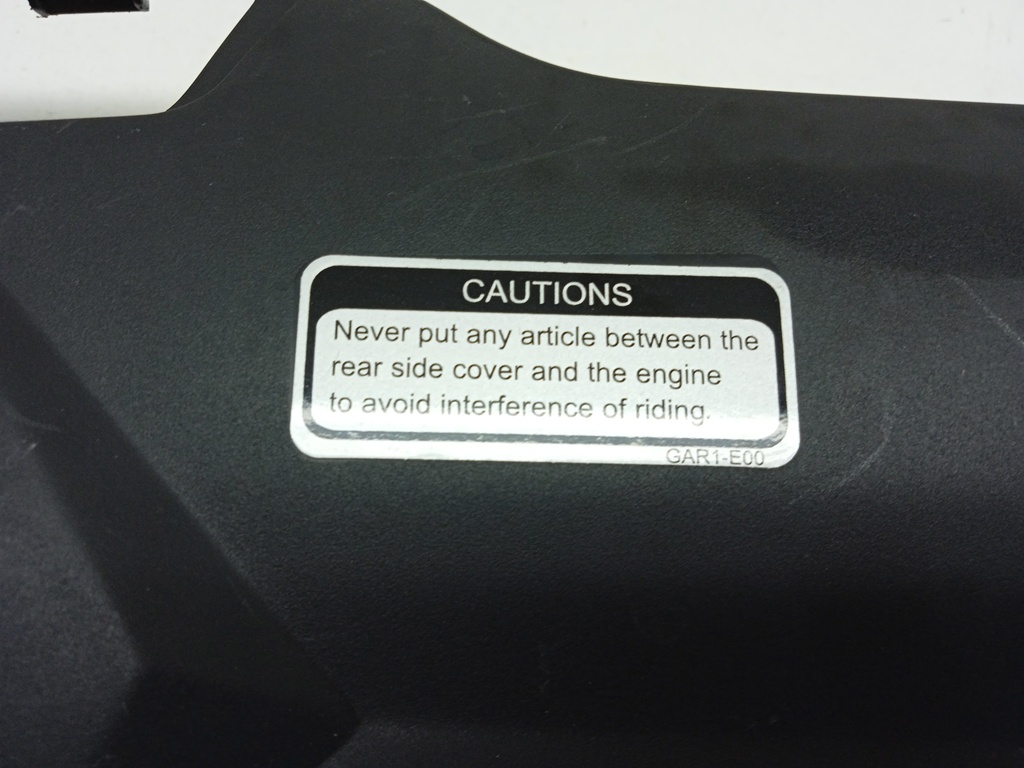 CAUTIONS
Never put any article between the
rear side cover and the engine
to avoid interference of riding.
GAR1-E00